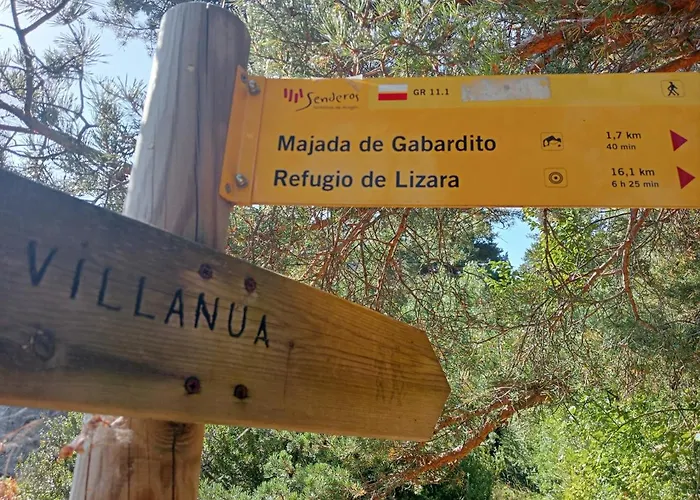 Senderos
GR 11.1
Majada de Gabardito
1,7 km
40 min
Refugio de Lizara
16,1 km
6 h 25 min
VILLANUA